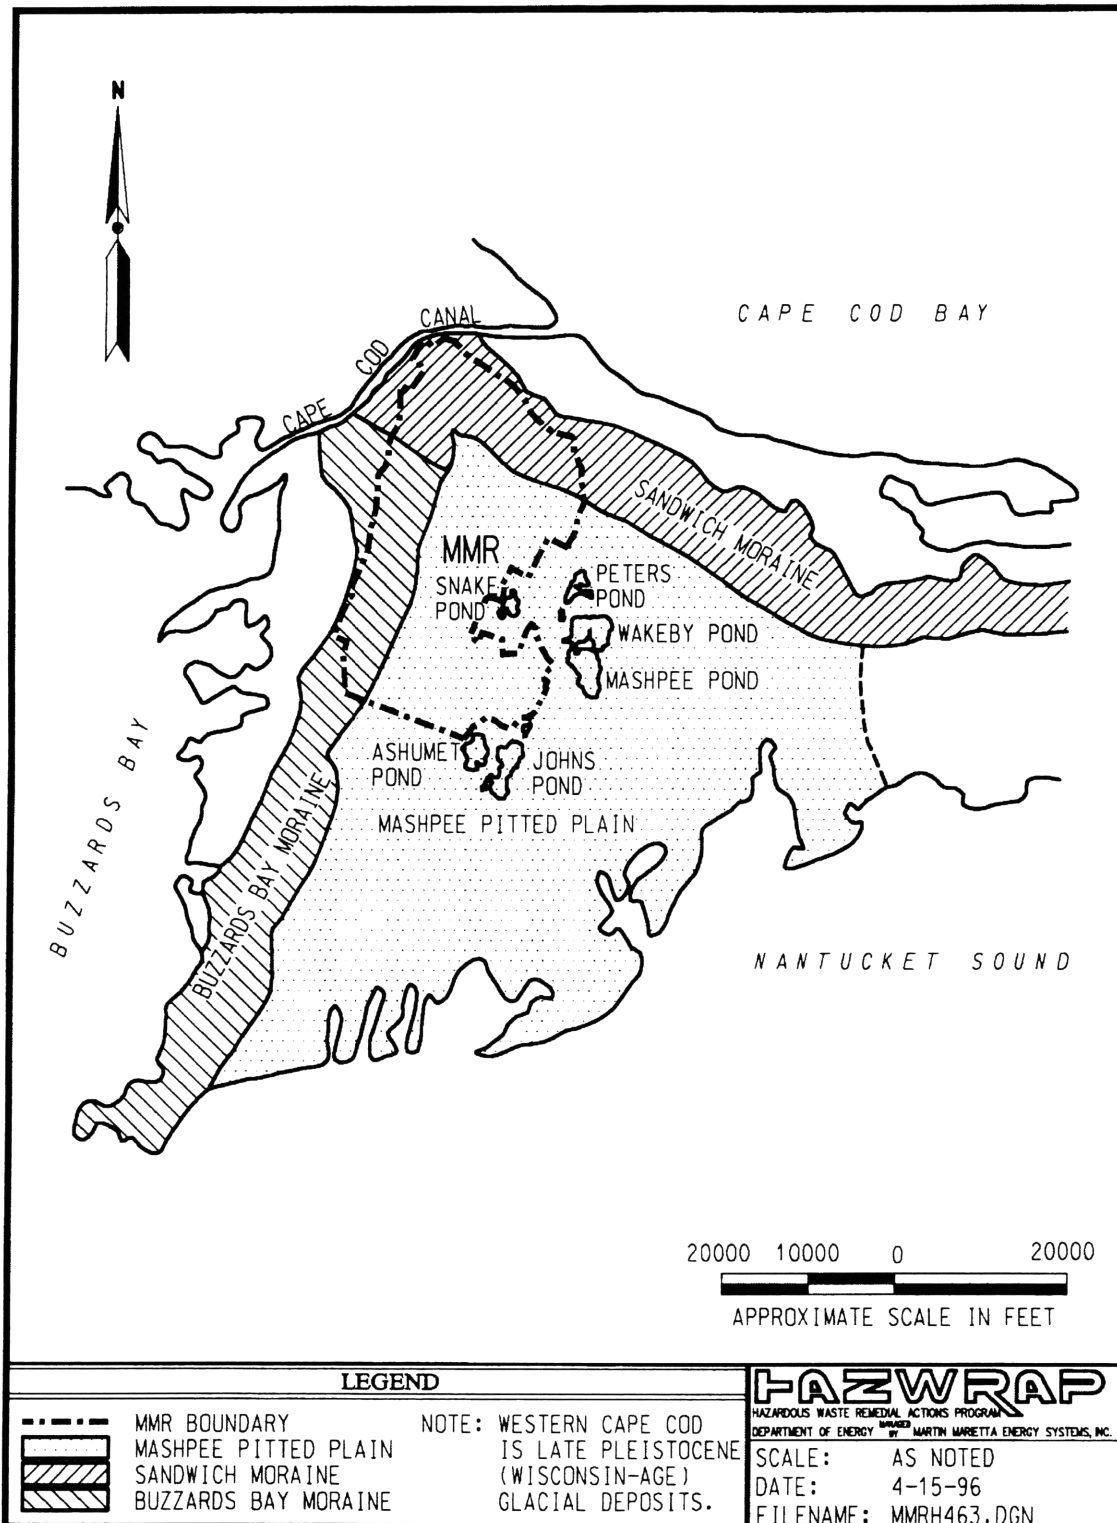 N
CAPE COD BAY
CAPE COD CANAL
SANDWICH MORAINE
MMR
SNAKE
POND
PETERS
POND
WAKEBY POND
MASHPEE POND
ASHUMET
POND
JOHNS
POND
MASHPEE PITTED PLAIN
BUZZARDS BAY
BUZZARDS BAY MORAINE
NANTUCKET SOUND
20000 10000 0 20000
APPROXIMATE SCALE IN FEET
LEGEND
MMR BOUNDARY
MASHPEE PITTED PLAIN
SANDWICH MORAINE
BUZZARDS BAY MORAINE
NOTE: WESTERN CAPE COD
IS LATE PLEISTOCENE
(WISCONSIN-AGE)
GLACIAL DEPOSITS.
HAZWRAP
HAZARDOUS WASTE REMEDIAL ACTIONS PROGRAM
DEPARTMENT OF ENERGY MANAGED BY MARTIN MARIETTA ENERGY SYSTEMS, INC.
SCALE: AS NOTED
DATE: 4-15-96
FILENAME: MMRH463.DGN